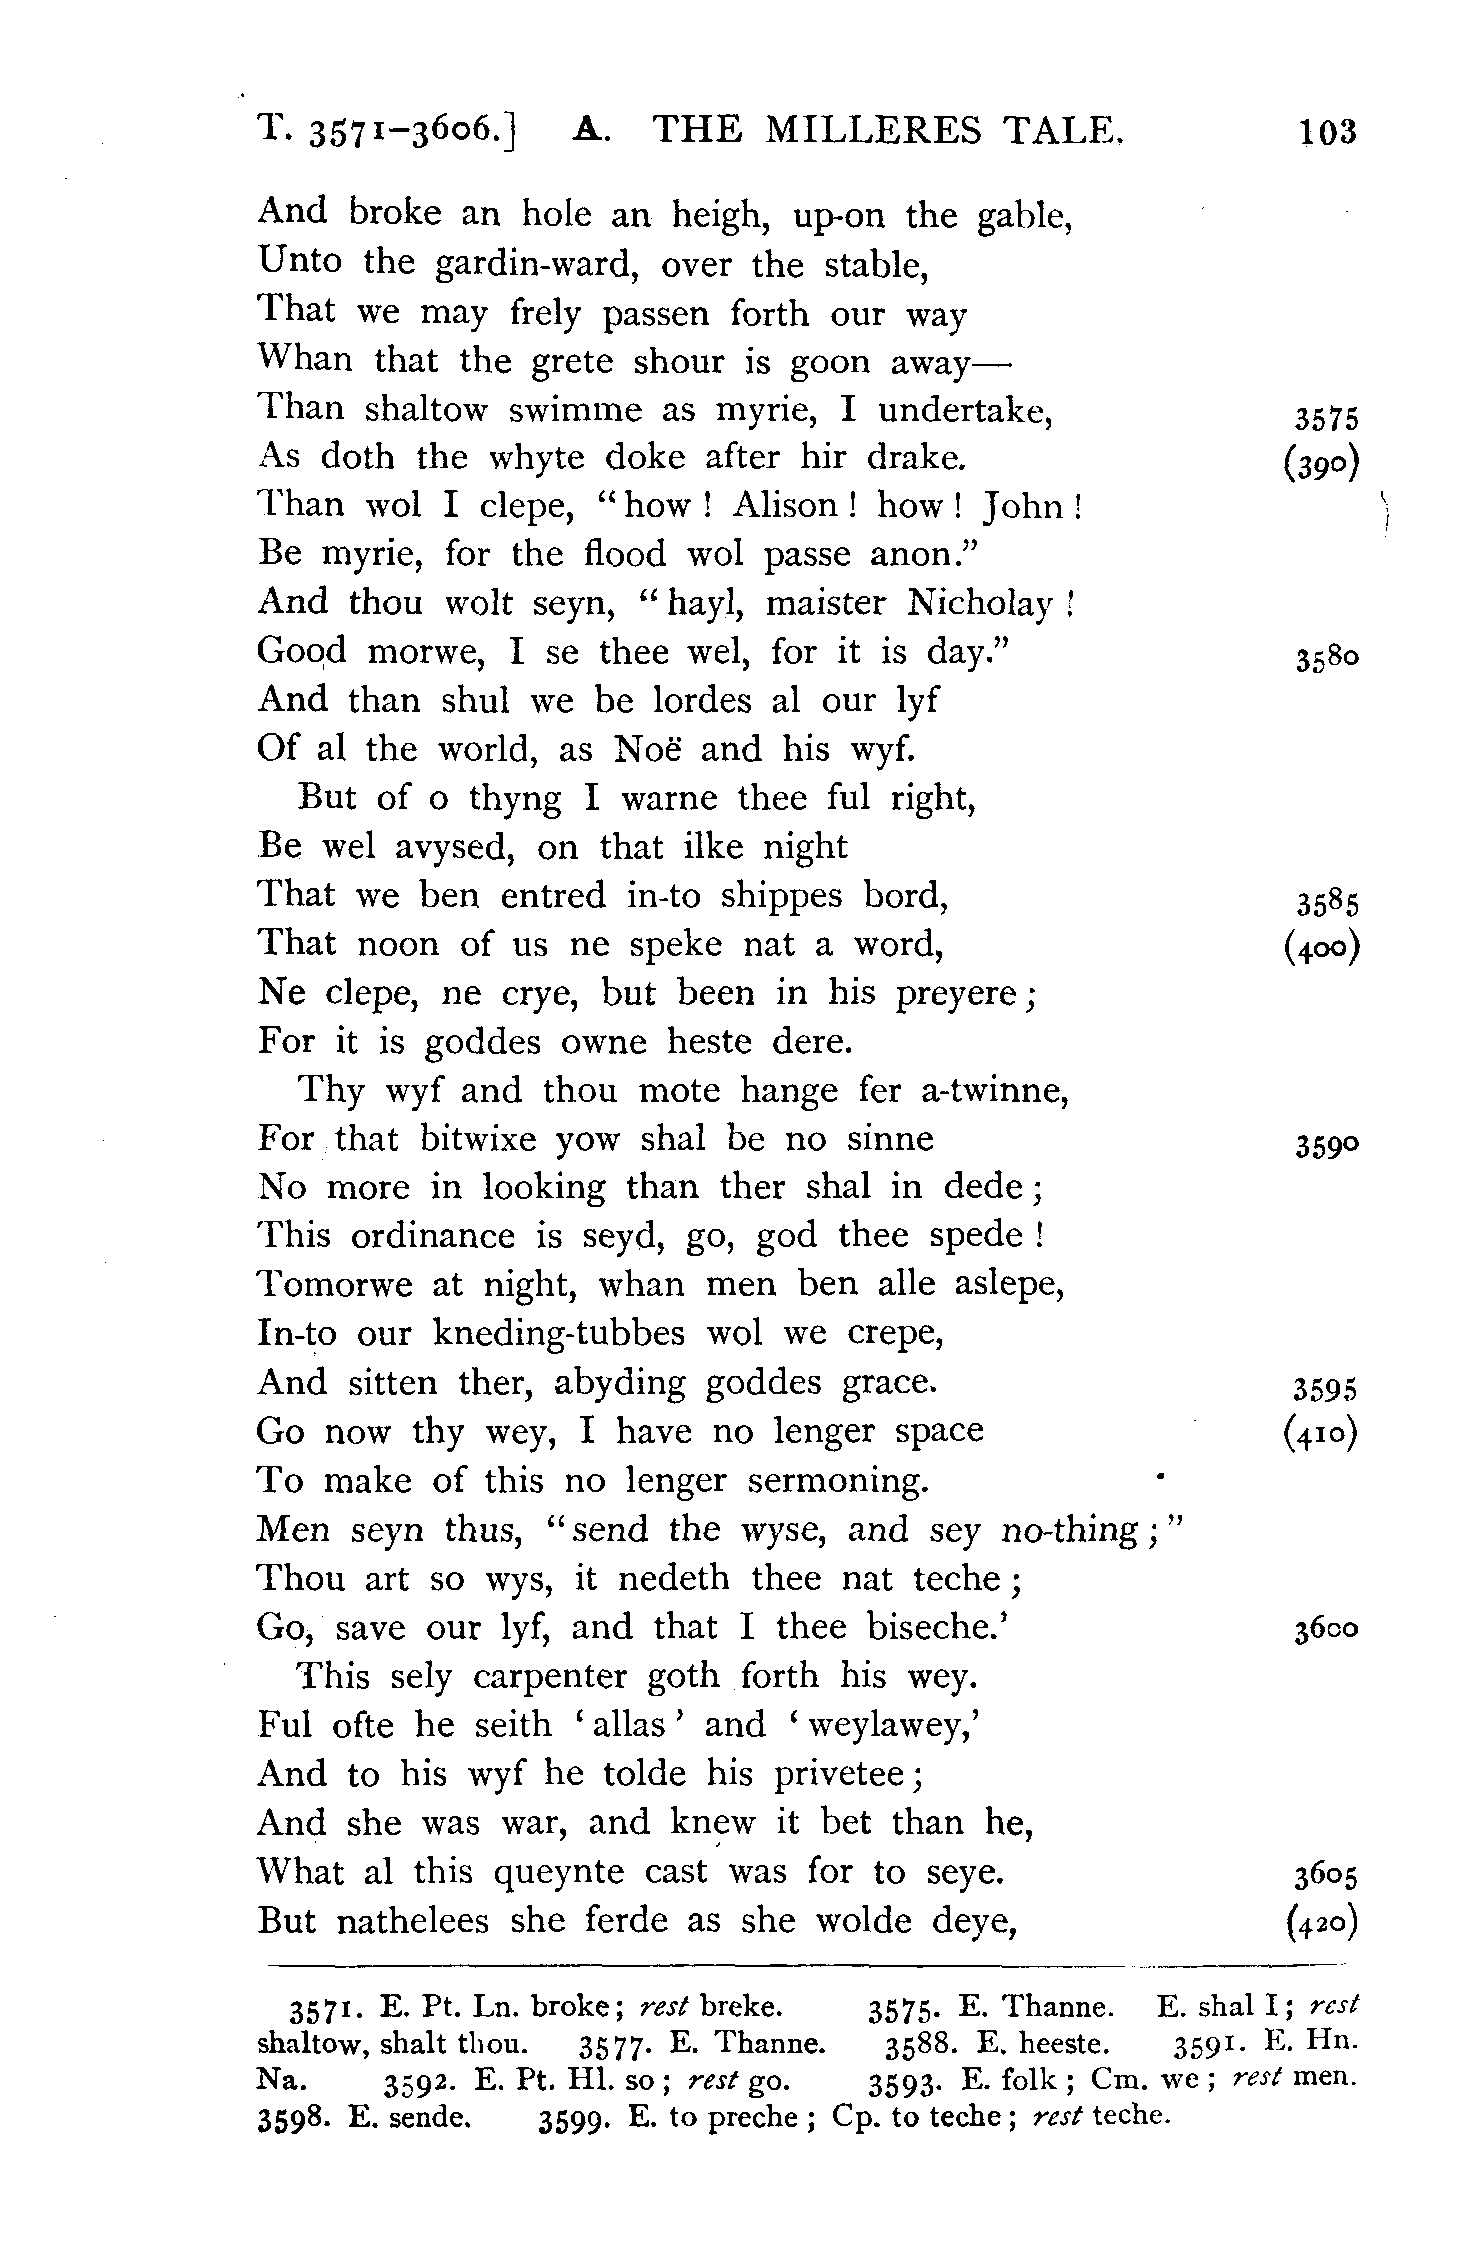 T. 3571–3606.] A. THE MILLERES TALE. 103
And broke an hole an heigh, up-on the gable,
Unto the gardin-ward, over the stable,
That we may frely passen forth our way
Whan that the grete shour is goon away—
Than shaltow swimme as myrie, I undertake, 3575
As doth the whyte doke after hir drake. (390)
Than wol I clepe, “how! Alison! how! John!
Be myrie, for the flood wol passe anon.”
And thou wolt seyn, “hayl, maister Nicholay!
Good morwe, I se thee wel, for it is day.” 3580
And than shul we be lordes al our lyf
Of al the world, as Noë and his wyf.
But of o thyng I warne thee ful right,
Be wel avysed, on that ilke night
That we ben entred in-to shippes bord, 3585
That noon of us ne speke nat a word, (400)
Ne clepe, ne crye, but been in his preyere;
For it is goddes owne heste dere.
Thy wyf and thou mote hange fer a-twinne,
For that bitwixe yow shal be no sinne 3590
No more in looking than ther shal in dede;
This ordinance is seyd, go, god thee spede!
Tomorwe at night, whan men ben alle aslepe,
In-to our kneding-tubbes wol we crepe,
And sitten ther, abyding goddes grace. 3595
Go now thy wey, I have no lenger space (410)
To make of this no lenger sermoning.
Men seyn thus, “send the wyse, and sey no-thing;”
Thou art so wys, it nedeth thee nat teche;
Go, save our lyf, and that I thee biseche.’ 3600
This sely carpenter goth forth his wey.
Ful ofte he seith ‘allas’ and ‘weylawey,’
And to his wyf he tolde his privetee;
And she was war, and knew it bet than he,
What al this queynte cast was for to seye. 3605
But nathelees she ferde as she wolde deye, (420)
3571. E. Pt. Ln. broke; rest breke. 3575. E. Thanne. E. shal I; rest
shaltow, shalt thou. 3577. E. Thanne. 3588. E. heeste. 3591. E. Hn.
Na. 3592. E. Pt. Hl. so; rest go. 3593. E. folk; Cm. we; rest men.
3598. E. sende. 3599. E. to preche; Cp. to teche; rest teche.